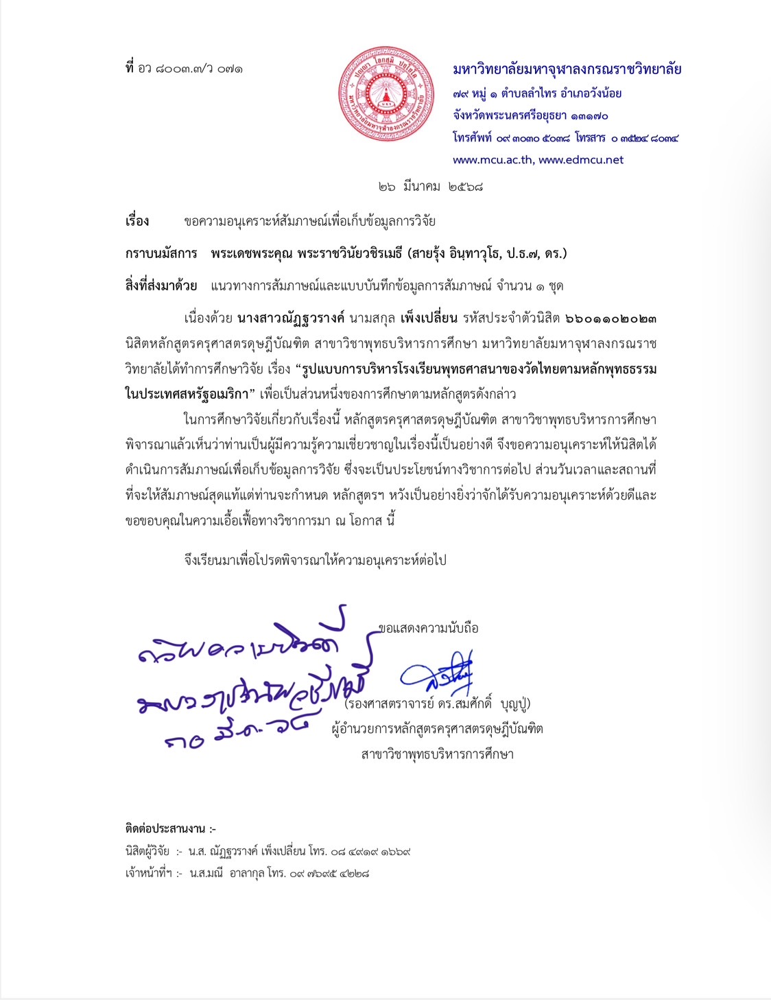 ที่ อว ๘๐๐๓.๓/ว ๐๗๑
ปญฺญา โลกสฺมิ ปชฺโชโต
มหาวิทยาลัยมหาจุฬาลงกรณราชวิทยาลัย
มหาวิทยาลัยมหาจุฬาลงกรณราชวิทยาลัย
๗๙ หมู่ ๑ ตำบลลำไทร อำเภอวังน้อย
จังหวัดพระนครศรีอยุธยา ๑๓๑๗๐
โทรศัพท์ ๐๙ ๓๐๓๐ ๕๐๓๘ โทรสาร ๐ ๓๕๒๔ ๘๐๓๔
www.mcu.ac.th, www.edmcu.net
๒๖ มีนาคม ๒๕๖๘
เรื่อง ขอความอนุเคราะห์สัมภาษณ์เพื่อเก็บข้อมูลการวิจัย
กราบนมัสการ พระเดชพระคุณ พระราชวินัยวชิรเมธี (สายรุ้ง อินฺทาวุโธ, ป.ธ.๗, ดร.)
สิ่งที่ส่งมาด้วย แนวทางการสัมภาษณ์และแบบบันทึกข้อมูลการสัมภาษณ์ จำนวน ๑ ชุด
เนื่องด้วย นางสาวณัฏฐวรางค์ นามสกุล เพ็งเปลี่ยน รหัสประจำตัวนิสิต ๖๖๐๑๑๐๒๐๒๓
นิสิตหลักสูตรครุศาสตรดุษฎีบัณฑิต สาขาวิชาพุทธบริหารการศึกษา มหาวิทยาลัยมหาจุฬาลงกรณราช
วิทยาลัยได้ทำการศึกษาวิจัย เรื่อง “รูปแบบการบริหารโรงเรียนพุทธศาสนาของวัดไทยตามหลักพุทธธรรม
ในประเทศสหรัฐอเมริกา” เพื่อเป็นส่วนหนึ่งของการศึกษาตามหลักสูตรดังกล่าว
ในการศึกษาวิจัยเกี่ยวกับเรื่องนี้ หลักสูตรครุศาสตรดุษฎีบัณฑิต สาขาวิชาพุทธบริหารการศึกษา
พิจารณาแล้วเห็นว่าท่านเป็นผู้มีความรู้ความเชี่ยวชาญในเรื่องนี้เป็นอย่างดี จึงขอความอนุเคราะห์ให้นิสิตได้
ดำเนินการสัมภาษณ์เพื่อเก็บข้อมูลการวิจัย ซึ่งจะเป็นประโยชน์ทางวิชาการต่อไป ส่วนวันเวลาและสถานที่
ที่จะให้สัมภาษณ์สุดแท้แต่ท่านจะกำหนด หลักสูตรฯ หวังเป็นอย่างยิ่งว่าจักได้รับความอนุเคราะห์ด้วยดีและ
ขอขอบคุณในความเอื้อเฟื้อทางวิชาการมา ณ โอกาส นี้
จึงเรียนมาเพื่อโปรดพิจารณาให้ความอนุเคราะห์ต่อไป
ขอแสดงความนับถือ
(รองศาสตราจารย์ ดร.สมศักดิ์ บุญปู่)
ผู้อำนวยการหลักสูตรครุศาสตรดุษฎีบัณฑิต
สาขาวิชาพุทธบริหารการศึกษา
๓๐ มี.ค. ๖๘
ติดต่อประสานงาน :-
นิสิตผู้วิจัย :- น.ส. ณัฏฐวรางค์ เพ็งเปลี่ยน โทร. ๐๘ ๔๙๑๙ ๑๖๖๙
เจ้าหน้าที่ฯ :- น.ส.มณี อาลากุล โทร. ๐๙ ๗๖๙๕ ๔๒๒๘